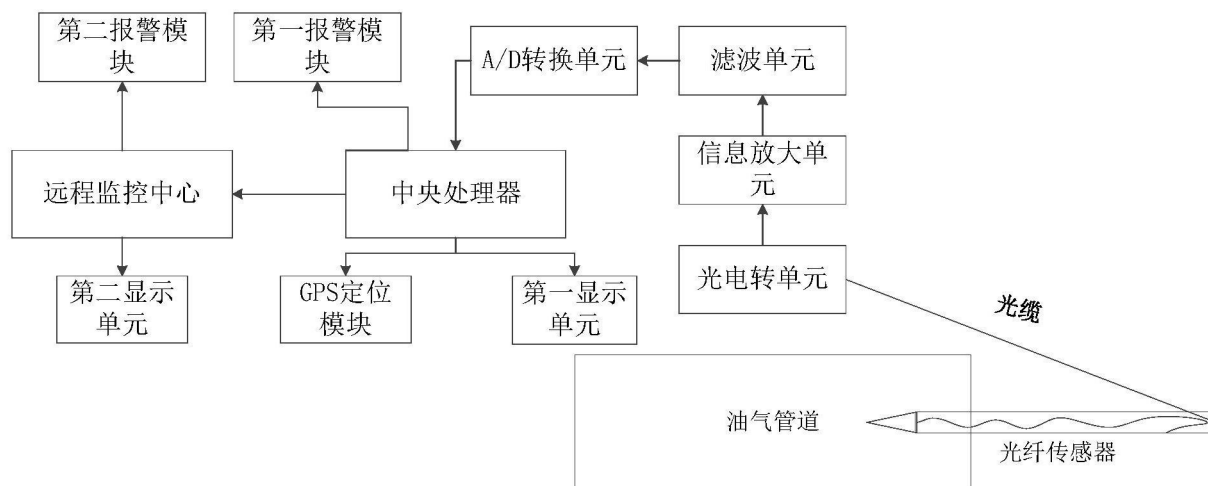 第二报警模
块
第一报警模
块
A/D转换单元
滤波单元
信息放大单
元
远程监控中心
中央处理器
第二显示
单元
GPS定位
模块
第一显示
单元
光电转单元
光缆
油气管道
光纤传感器